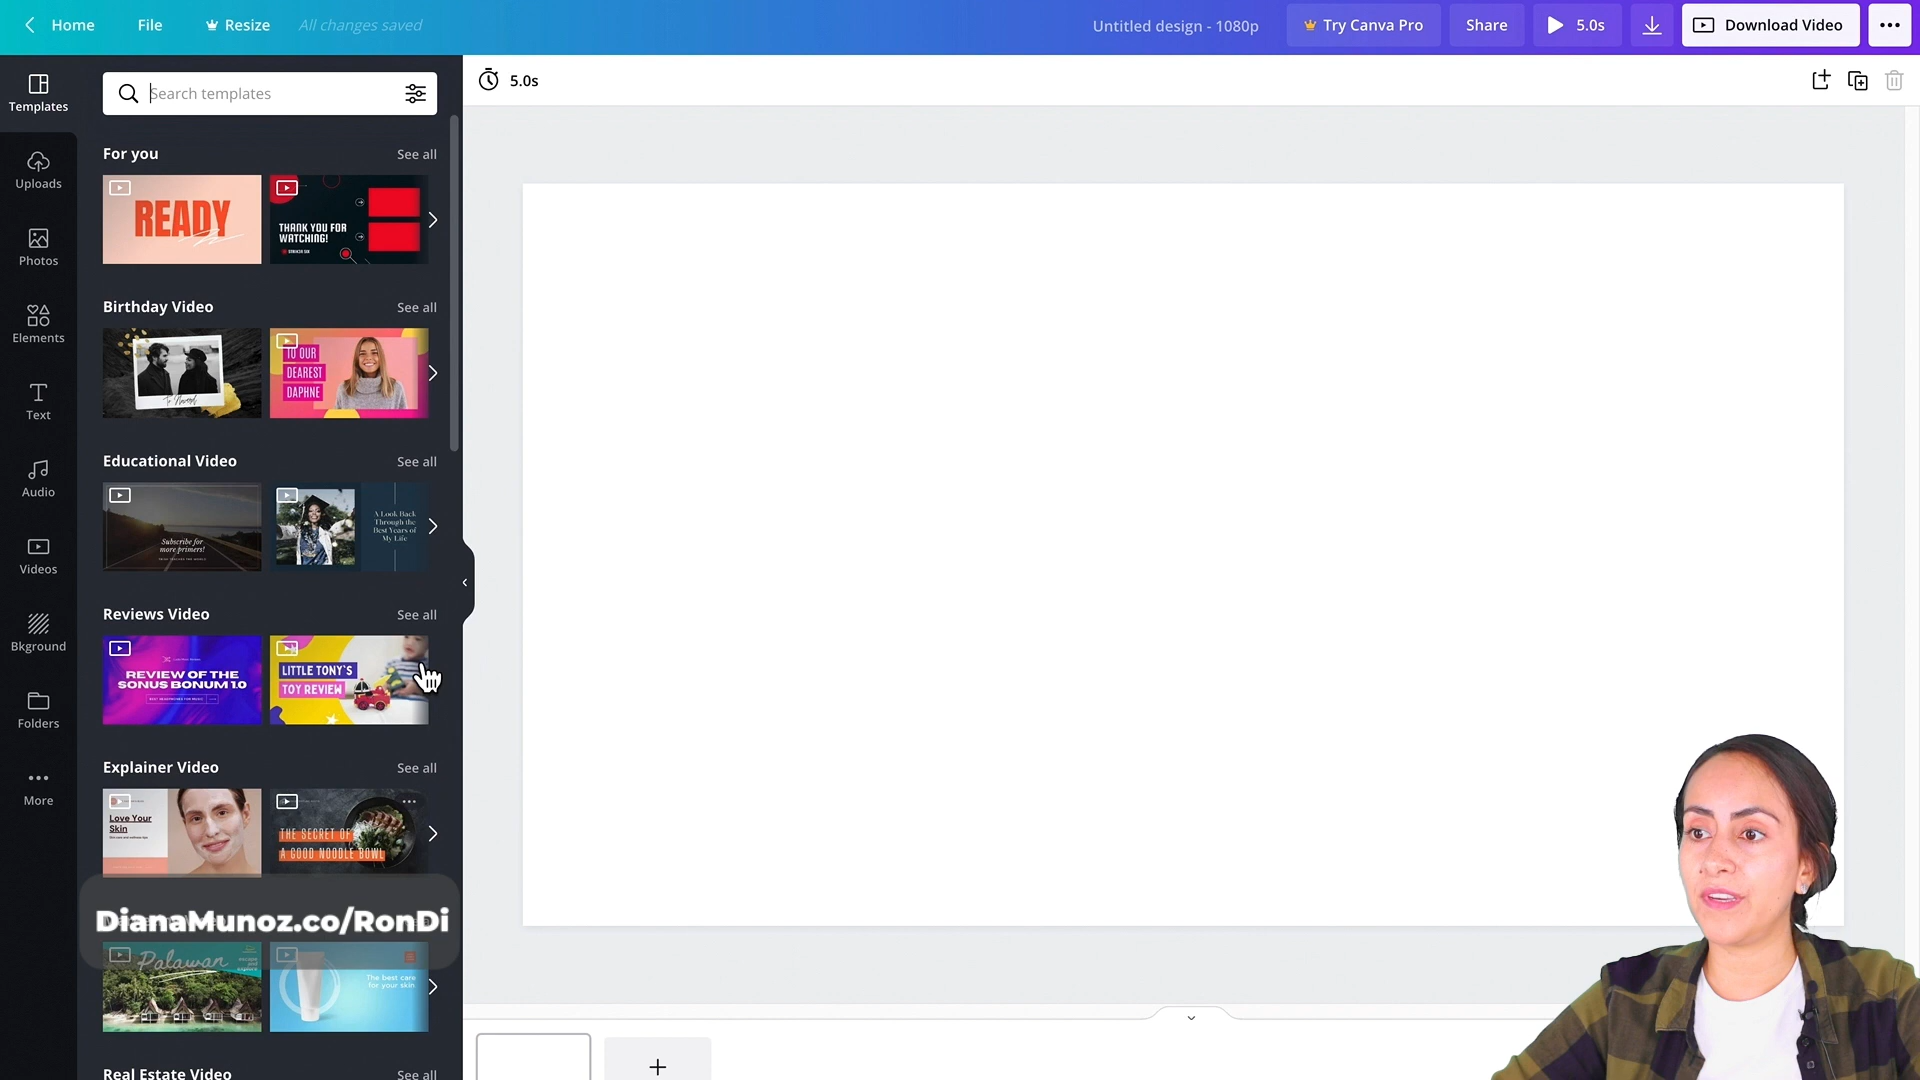 Home
File
Resize
All changes saved
Untitled design - 1080p
Try Canva Pro
Share
5.0s
Download Video
Templates
Uploads
Photos
Elements
Text
Audio
Videos
Bkground
Folders
More
Search templates
5.0s
For you
See all
READY
THANK YOU FOR
WATCHING!
Birthday Video
See all
TO OUR
DEAREST
DAPHNE
Educational Video
See all
Subscribe for
more primers!
A Look Back
Through the
Best Years of
My Life
Reviews Video
See all
REVIEW OF THE
SONUS BONUM 1.0
LITTLE TONY'S
TOY REVIEW
Explainer Video
See all
Love Your
Skin
THE SECRET OF
A GOOD NOODLE BOWL
DianaMunoz.co/RonDi
Palawan
The best care
for your skin
Real Estate Video
See all